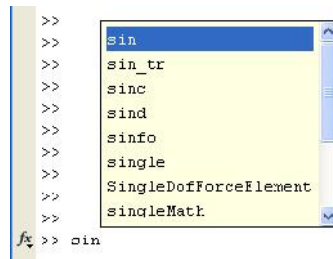 >>
>>
>>
>>
>>
>>
>>
>>
>>
>>
sin
sin_tr
sinc
sind
sinfo
single
SingleDofForceElement
singleMath
fx >> sin